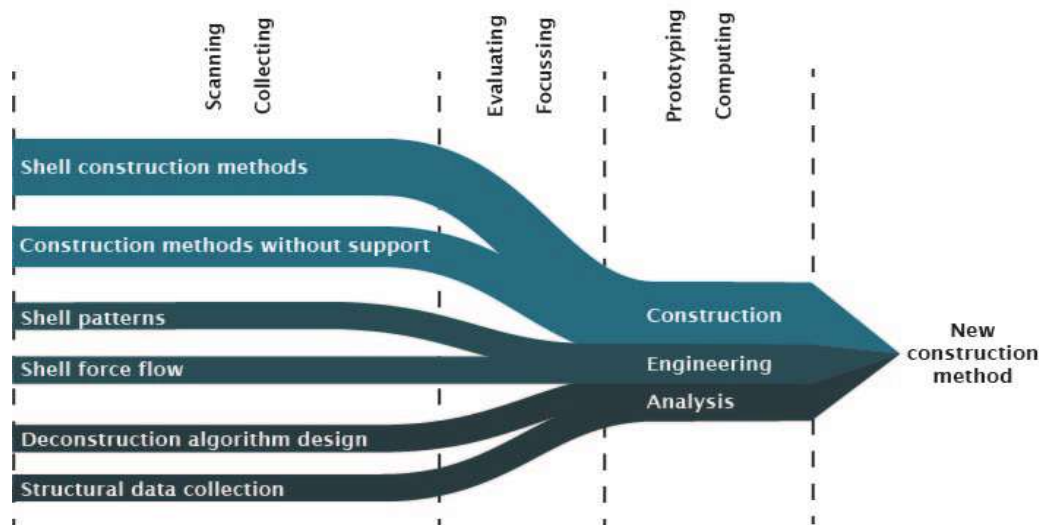 Scanning
Collecting
Evaluating
Focussing
Prototyping
Computing
Shell construction methods
Construction methods without support
Shell patterns
Shell force flow
Deconstruction algorithm design
Structural data collection
Construction
Engineering
Analysis
New
construction
method